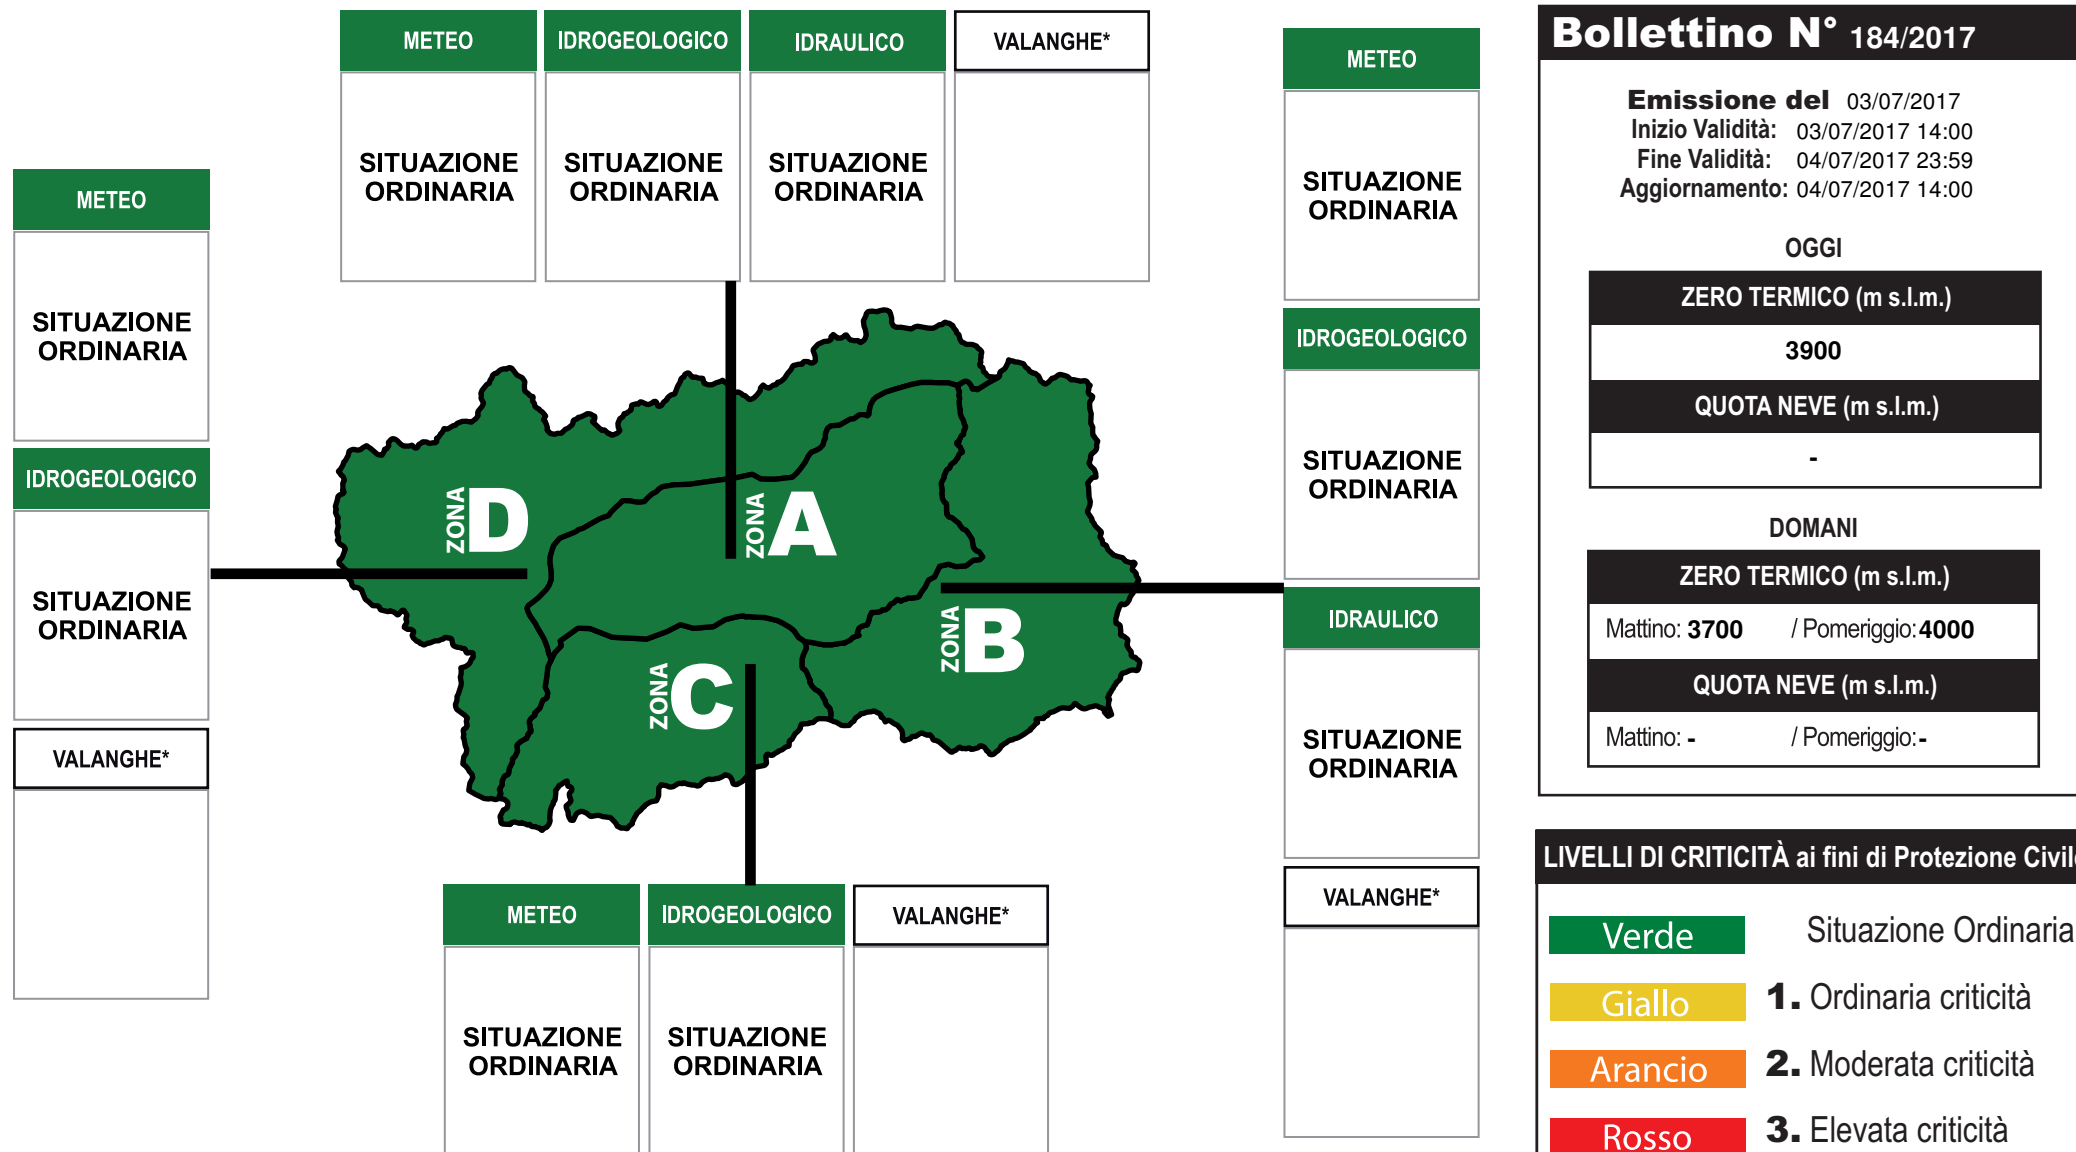 METEO
IDROGEOLOGICO
IDRAULICO
VALANGHE*
SITUAZIONE
ORDINARIA
SITUAZIONE
ORDINARIA
SITUAZIONE
ORDINARIA
METEO
SITUAZIONE
ORDINARIA
IDROGEOLOGICO
SITUAZIONE
ORDINARIA
VALANGHE*
ZONA D
ZONA A
ZONA B
ZONA C
METEO
SITUAZIONE
ORDINARIA
IDROGEOLOGICO
SITUAZIONE
ORDINARIA
IDRAULICO
SITUAZIONE
ORDINARIA
VALANGHE*
METEO
IDROGEOLOGICO
VALANGHE*
SITUAZIONE
ORDINARIA
SITUAZIONE
ORDINARIA
Bollettino N° 184/2017
Emissione del 03/07/2017
Inizio Validità: 03/07/2017 14:00
Fine Validità: 04/07/2017 23:59
Aggiornamento: 04/07/2017 14:00
OGGI
ZERO TERMICO (m s.l.m.)
3900
QUOTA NEVE (m s.l.m.)
-
DOMANI
ZERO TERMICO (m s.l.m.)
Mattino: 3700 / Pomeriggio: 4000
QUOTA NEVE (m s.l.m.)
Mattino: - / Pomeriggio: -
LIVELLI DI CRITICITÀ ai fini di Protezione Civile
Verde Situazione Ordinaria
Giallo 1. Ordinaria criticità
Arancio 2. Moderata criticità
Rosso 3. Elevata criticità